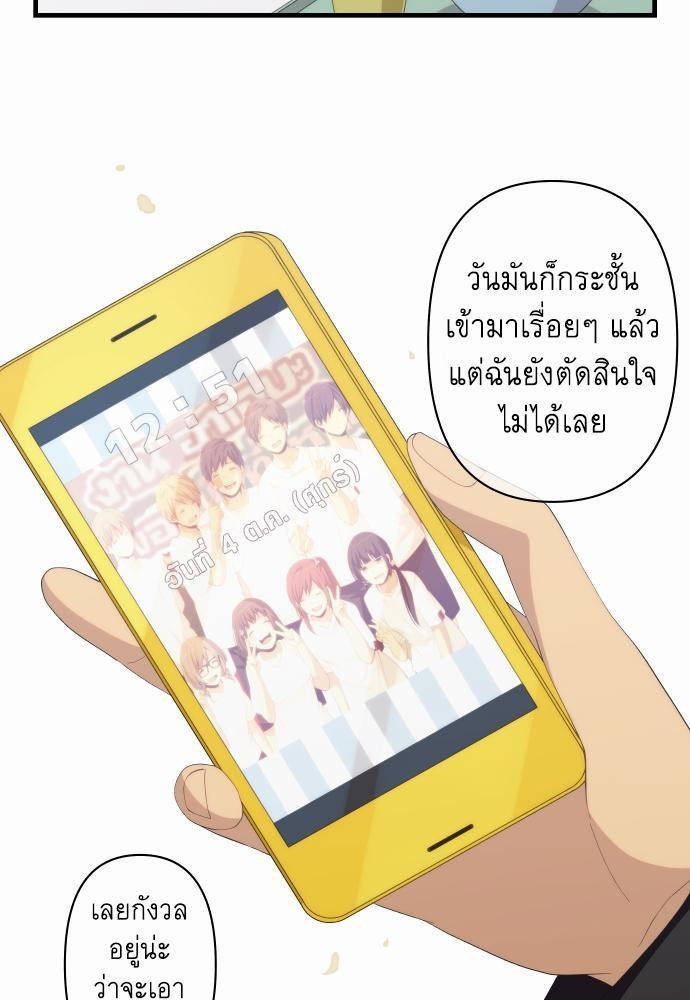 วันมันก็กระชั้น
เข้ามาเรื่อยๆ แล้ว
แต่ฉันยังตัดสินใจ
ไม่ได้เลย
12 : 51
วันที่ 4 ต.ค. (ศุกร์)
งาน
เลยกังวล
อยู่น่ะ
ว่าจะเอา